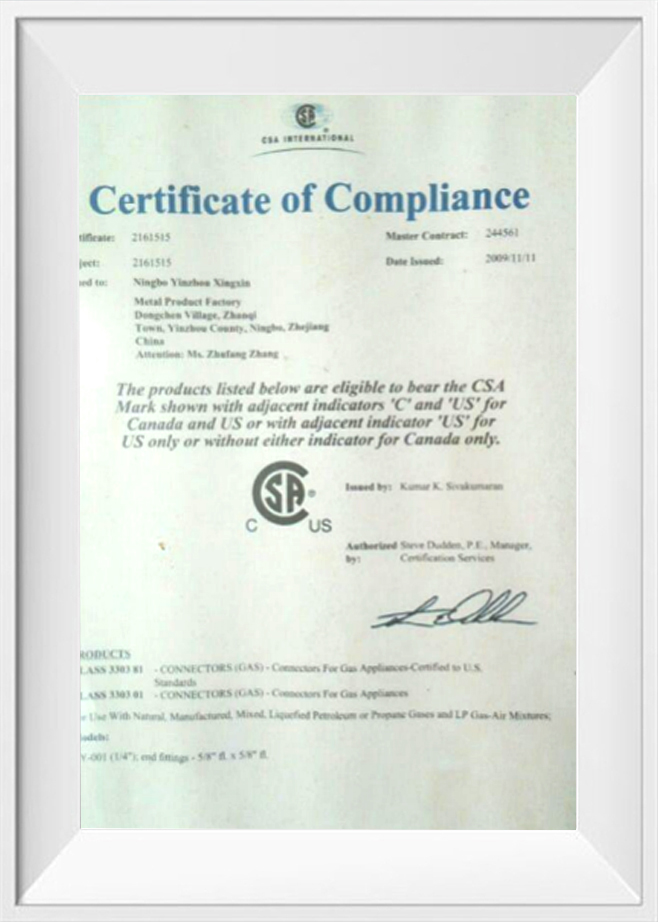 CSA INTERNATIONAL
Certificate of Compliance
tificate: 2161515 Master Contract: 244561
ject: 2161515 Date Issued: 2009/11/11
ed to: Ningbo Yinzhou Xingxin
Metal Product Factory
Dongchen Village, Zhanqi
Town, Yinzhou County, Ningbo, Zhejiang
China
Attention: Ms. Zhufang Zhang
The products listed below are eligible to bear the CSA
Mark shown with adjacent indicators 'C' and 'US' for
Canada and US or with adjacent indicator 'US' for
US only or without either indicator for Canada only.
CSA ®
C US
Issued by: Kumar K. Sivakumaran
Authorized Steve Dudden, P.E., Manager,
by: Certification Services
RODUCTS
LASS 3303 81 - CONNECTORS (GAS) - Connectors For Gas Appliances-Certified to U.S.
Standards
LASS 3303 01 - CONNECTORS (GAS) - Connectors For Gas Appliances
r Use With Natural, Manufactured, Mixed, Liquefied Petroleum or Propane Gases and LP Gas-Air Mixtures;
odels:
Y-001 (1/4"); end fittings - 5/8" fl. x 5/8" fl.